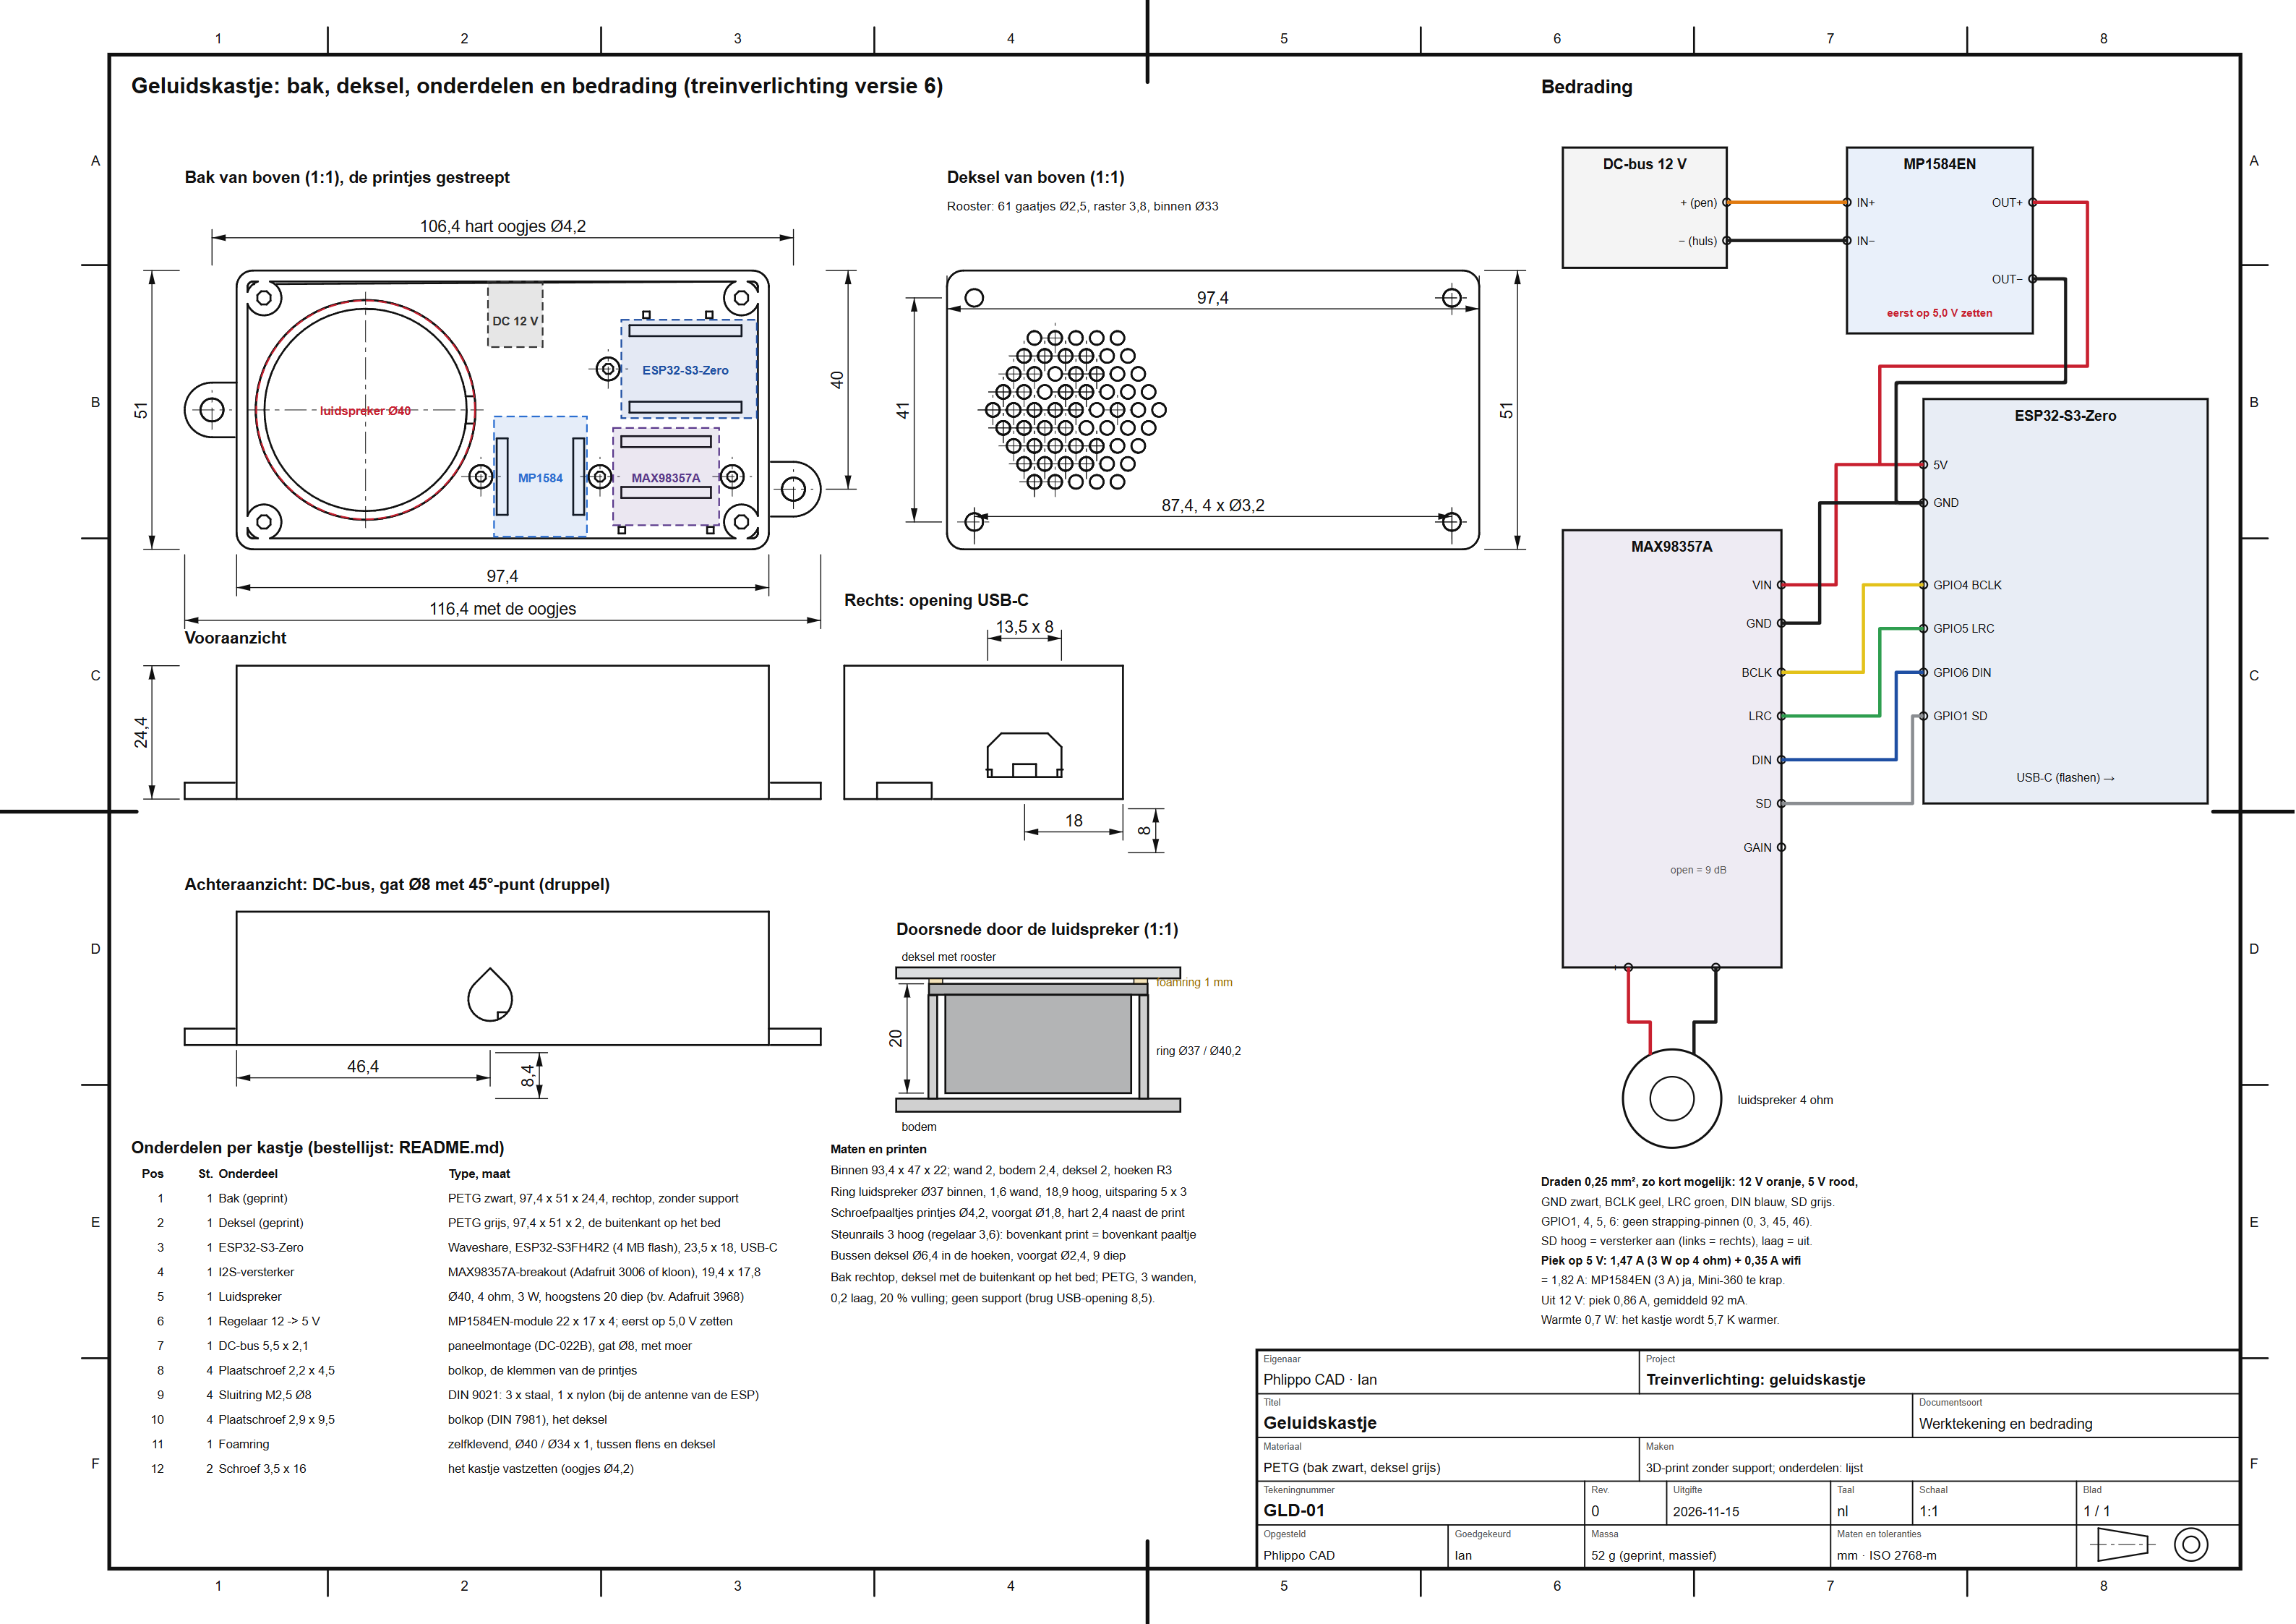 1 2 3 4 5 6 7 8
Geluidskastje: bak, deksel, onderdelen en bedrading (treinverlichting versie 6)
Bedrading
A
B
C
D
E
F
Bak van boven (1:1), de printjes gestreept
106,4 hart oogjes Ø4,2
51
40
DC 12 V
ESP32-S3-Zero
luidspreker Ø40
MP1584
MAX98357A
97,4
116,4 met de oogjes
Deksel van boven (1:1)
Rooster: 61 gaatjes Ø2,5, raster 3,8, binnen Ø33
97,4
41
51
87,4, 4 x Ø3,2
Vooraanzicht
24,4
Rechts: opening USB-C
13,5 x 8
18
8
Achteraanzicht: DC-bus, gat Ø8 met 45°-punt (druppel)
46,4
8,4
Doorsnede door de luidspreker (1:1)
deksel met rooster
foamring 1 mm
20
ring Ø37 / Ø40,2
bodem
DC-bus 12 V
+ (pen)
− (huls)
MP1584EN
IN+
IN−
OUT+
OUT−
eerst op 5,0 V zetten
ESP32-S3-Zero
5V
GND
GPIO4 BCLK
GPIO5 LRC
GPIO6 DIN
GPIO1 SD
USB-C (flashen) →
MAX98357A
VIN
GND
BCLK
LRC
DIN
SD
GAIN
open = 9 dB
luidspreker 4 ohm
Onderdelen per kastje (bestellijst: README.md)
Pos St. Onderdeel Type, maat
1 1 Bak (geprint) PETG zwart, 97,4 x 51 x 24,4, rechtop, zonder support
2 1 Deksel (geprint) PETG grijs, 97,4 x 51 x 2, de buitenkant op het bed
3 1 ESP32-S3-Zero Waveshare, ESP32-S3FH4R2 (4 MB flash), 23,5 x 18, USB-C
4 1 I2S-versterker MAX98357A-breakout (Adafruit 3006 of kloon), 19,4 x 17,8
5 1 Luidspreker Ø40, 4 ohm, 3 W, hoogstens 20 diep (bv. Adafruit 3968)
6 1 Regelaar 12 -> 5 V MP1584EN-module 22 x 17 x 4; eerst op 5,0 V zetten
7 1 DC-bus 5,5 x 2,1 paneelmontage (DC-022B), gat Ø8, met moer
8 4 Plaatschroef 2,2 x 4,5 bolkop, de klemmen van de printjes
9 4 Sluitring M2,5 Ø8 DIN 9021: 3 x staal, 1 x nylon (bij de antenne van de ESP)
10 4 Plaatschroef 2,9 x 9,5 bolkop (DIN 7981), het deksel
11 1 Foamring zelfklevend, Ø40 / Ø34 x 1, tussen flens en deksel
12 2 Schroef 3,5 x 16 het kastje vastzetten (oogjes Ø4,2)
Maten en printen
Binnen 93,4 x 47 x 22; wand 2, bodem 2,4, deksel 2, hoeken R3
Ring luidspreker Ø37 binnen, 1,6 wand, 18,9 hoog, uitsparing 5 x 3
Schroefpaaltjes printjes Ø4,2, voorgat Ø1,8, hart 2,4 naast de print
Steunrails 3 hoog (regelaar 3,6): bovenkant print = bovenkant paaltje
Bussen deksel Ø6,4 in de hoeken, voorgat Ø2,4, 9 diep
Bak rechtop, deksel met de buitenkant op het bed; PETG, 3 wanden,
0,2 laag, 20 % vulling; geen support (brug USB-opening 8,5).
Draden 0,25 mm², zo kort mogelijk: 12 V oranje, 5 V rood,
GND zwart, BCLK geel, LRC groen, DIN blauw, SD grijs.
GPIO1, 4, 5, 6: geen strapping-pinnen (0, 3, 45, 46).
SD hoog = versterker aan (links = rechts), laag = uit.
Piek op 5 V: 1,47 A (3 W op 4 ohm) + 0,35 A wifi
= 1,82 A: MP1584EN (3 A) ja, Mini-360 te krap.
Uit 12 V: piek 0,86 A, gemiddeld 92 mA.
Warmte 0,7 W: het kastje wordt 5,7 K warmer.
Eigenaar
Phlippo CAD · Ian
Project
Treinverlichting: geluidskastje
Titel
Geluidskastje
Documentsoort
Werktekening en bedrading
Materiaal
PETG (bak zwart, deksel grijs)
Maken
3D-print zonder support; onderdelen: lijst
Tekeningnummer
GLD-01
Rev.
0
Uitgifte
2026-11-15
Taal
nl
Schaal
1:1
Blad
1 / 1
Opgesteld
Phlippo CAD
Goedgekeurd
Ian
Massa
52 g (geprint, massief)
Maten en toleranties
mm · ISO 2768-m
A
B
C
D
E
F
1 2 3 4 5 6 7 8